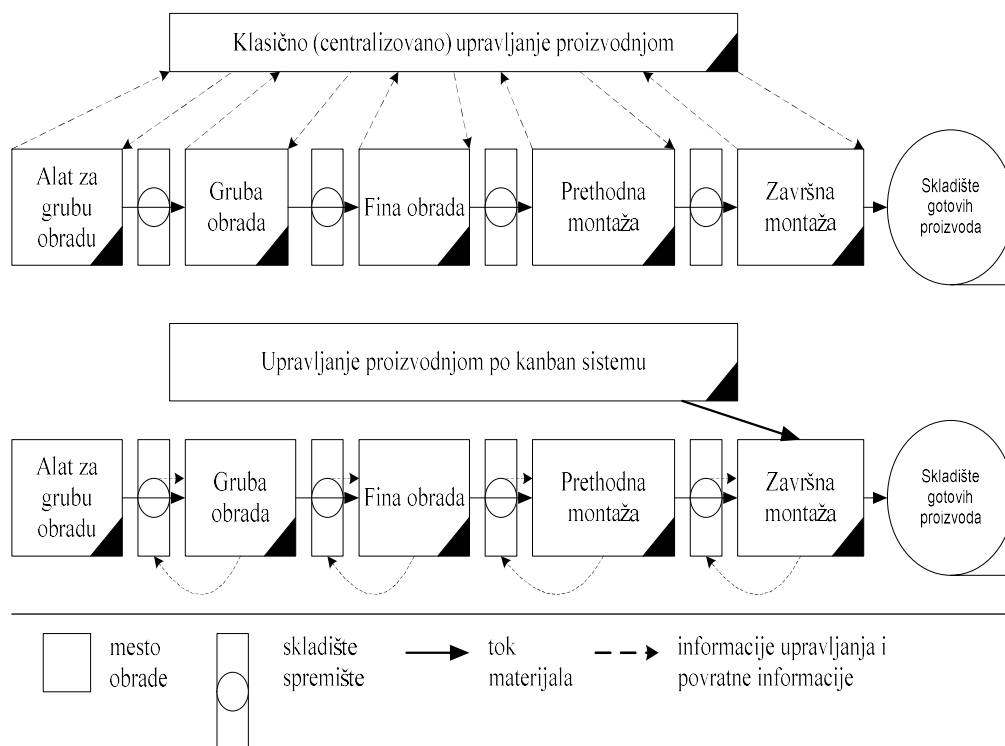 Klasično (centralizovano) upravljanje proizvodnjom
Alat za
grubu
obradu
Gruba
obrada
Fina obrada
Prethodna
montaža
Završna
montaža
Skladište
gotovih
proizvoda
Upravljanje proizvodnjom po kanban sistemu
Alat za
grubu
obradu
Gruba
obrada
Fina obrada
Prethodna
montaža
Završna
montaža
Skladište
gotovih
proizvoda
mesto
obrade
skladište
spremište
tok
materijala
informacije upravljanja i
povratne informacije